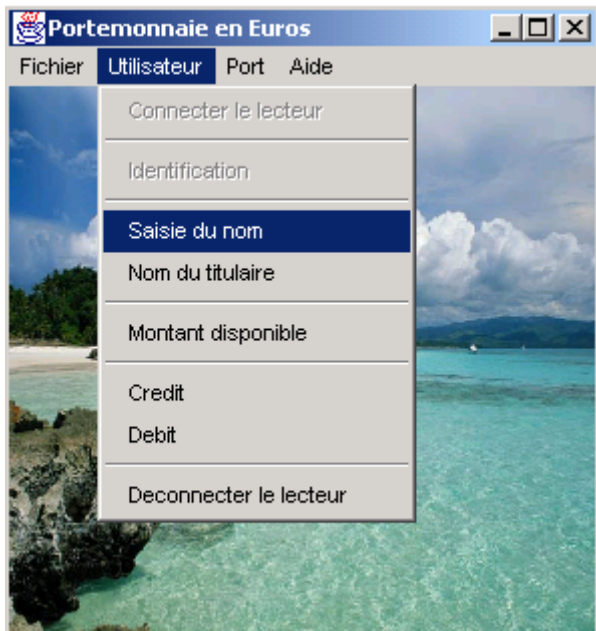 Portemonnaie en Euros
Fichier Utilisateur Port Aide
Connecter le lecteur
Identification
Saisie du nom
Nom du titulaire
Montant disponible
Credit
Debit
Deconnecter le lecteur